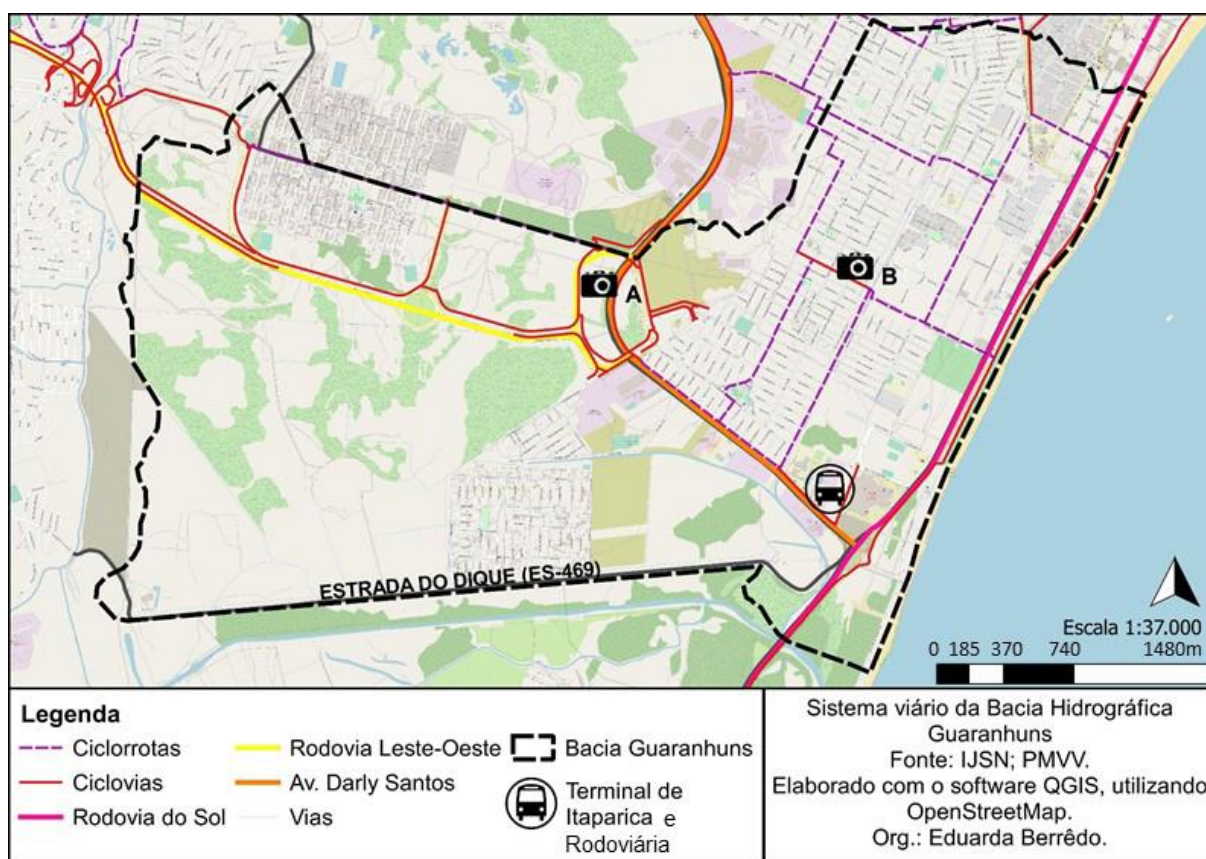 A
B
ESTRADA DO DIQUE (ES-469)
Escala 1:37.000
0 185 370 740 1480m
Legenda
Ciclorrotas
Ciclovias
Rodovia do Sol
Rodovia Leste-Oeste
Av. Darly Santos
Vias
Bacia Guaranhuns
Terminal de
Itaparica e
Rodoviária
Sistema viário da Bacia Hidrográfica
Guaranhuns
Fonte: IJSN; PMVV.
Elaborado com o software QGIS, utilizando
OpenStreetMap.
Org.: Eduarda Berrêdo.